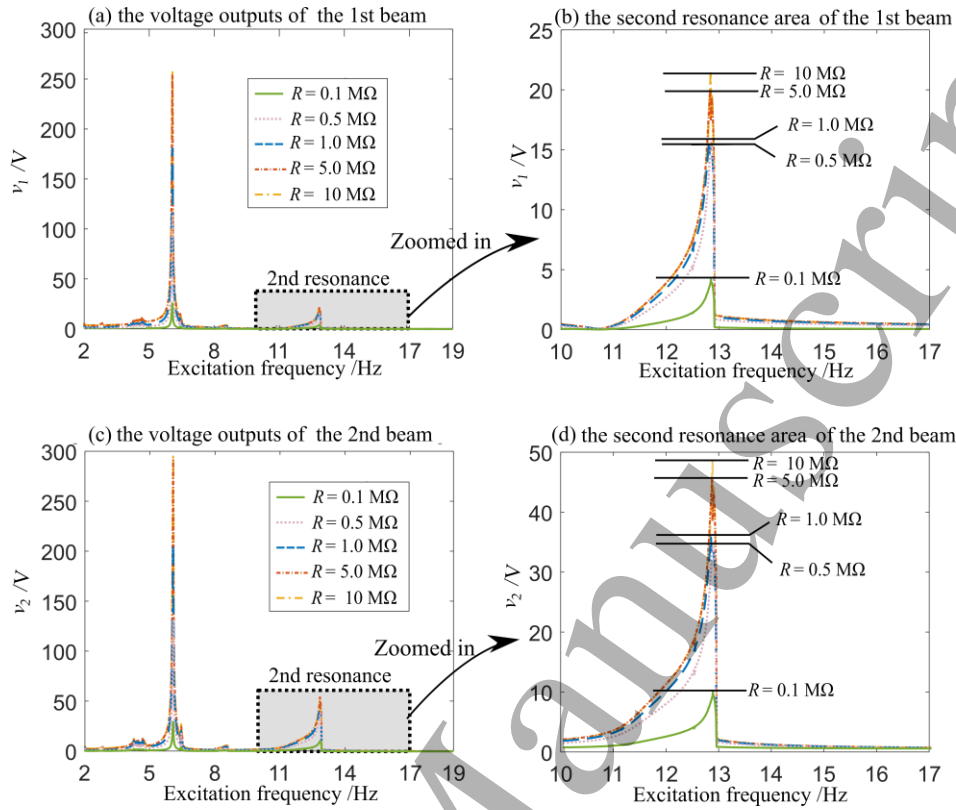 (a) the voltage outputs of the 1st beam
300
250
200
150
100
50
0
v1 /V
R = 0.1 MΩ
R = 0.5 MΩ
R = 1.0 MΩ
R = 5.0 MΩ
R = 10 MΩ
2nd resonance
Zoomed in
2 5 8 11 14 17 19
Excitation frequency /Hz
(b) the second resonance area of the 1st beam
25
20
15
10
5
0
v1 /V
R = 10 MΩ
R = 5.0 MΩ
R = 1.0 MΩ
R = 0.5 MΩ
R = 0.1 MΩ
10 11 12 13 14 15 16 17
Excitation frequency /Hz
(c) the voltage outputs of the 2nd beam
300
250
200
150
100
50
0
v2 /V
R = 0.1 MΩ
R = 0.5 MΩ
R = 1.0 MΩ
R = 5.0 MΩ
R = 10 MΩ
2nd resonance
Zoomed in
2 5 8 11 14 17 19
Excitation frequency /Hz
(d) the second resonance area of the 2nd beam
50
40
30
20
10
0
v2 /V
R = 10 MΩ
R = 5.0 MΩ
R = 1.0 MΩ
R = 0.5 MΩ
R = 0.1 MΩ
10 11 12 13 14 15 16 17
Excitation frequency /Hz
Manuscri